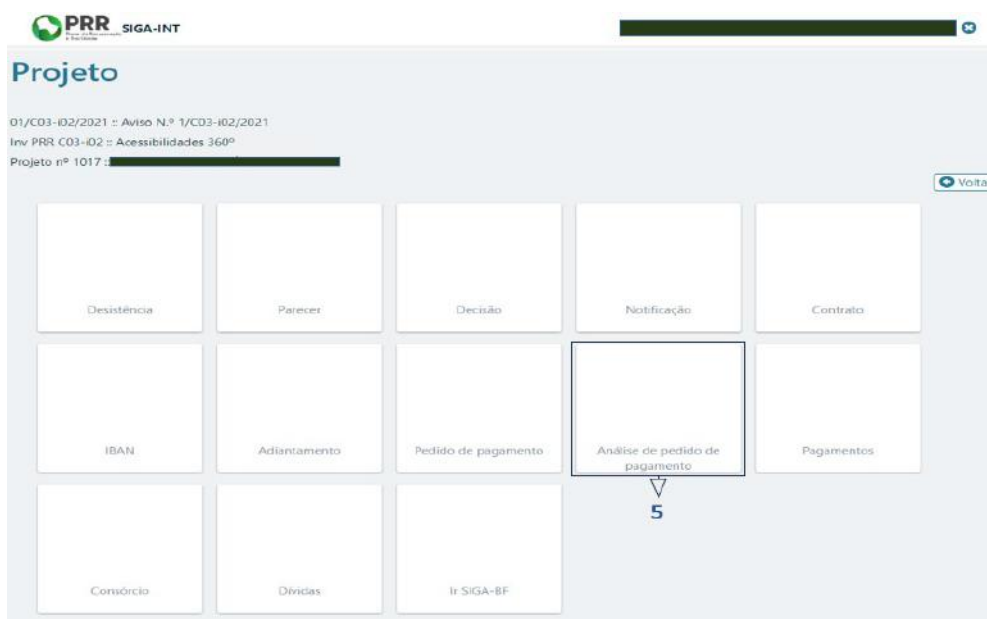 PRR SIGA-INT
Projeto
01/C03-i02/2021 :: Aviso N.º 1/C03-i02/2021
Inv PRR C03-i02 :: Acessibilidades 360º
Projeto nº 1017 ::
Volta
Desistência
Parecer
Decisão
Notificação
Contrato
IBAN
Adiantamento
Pedido de pagamento
Análise de pedido de
pagamento
Pagamentos
5
Consórcio
Dívidas
Ir SIGA-BF